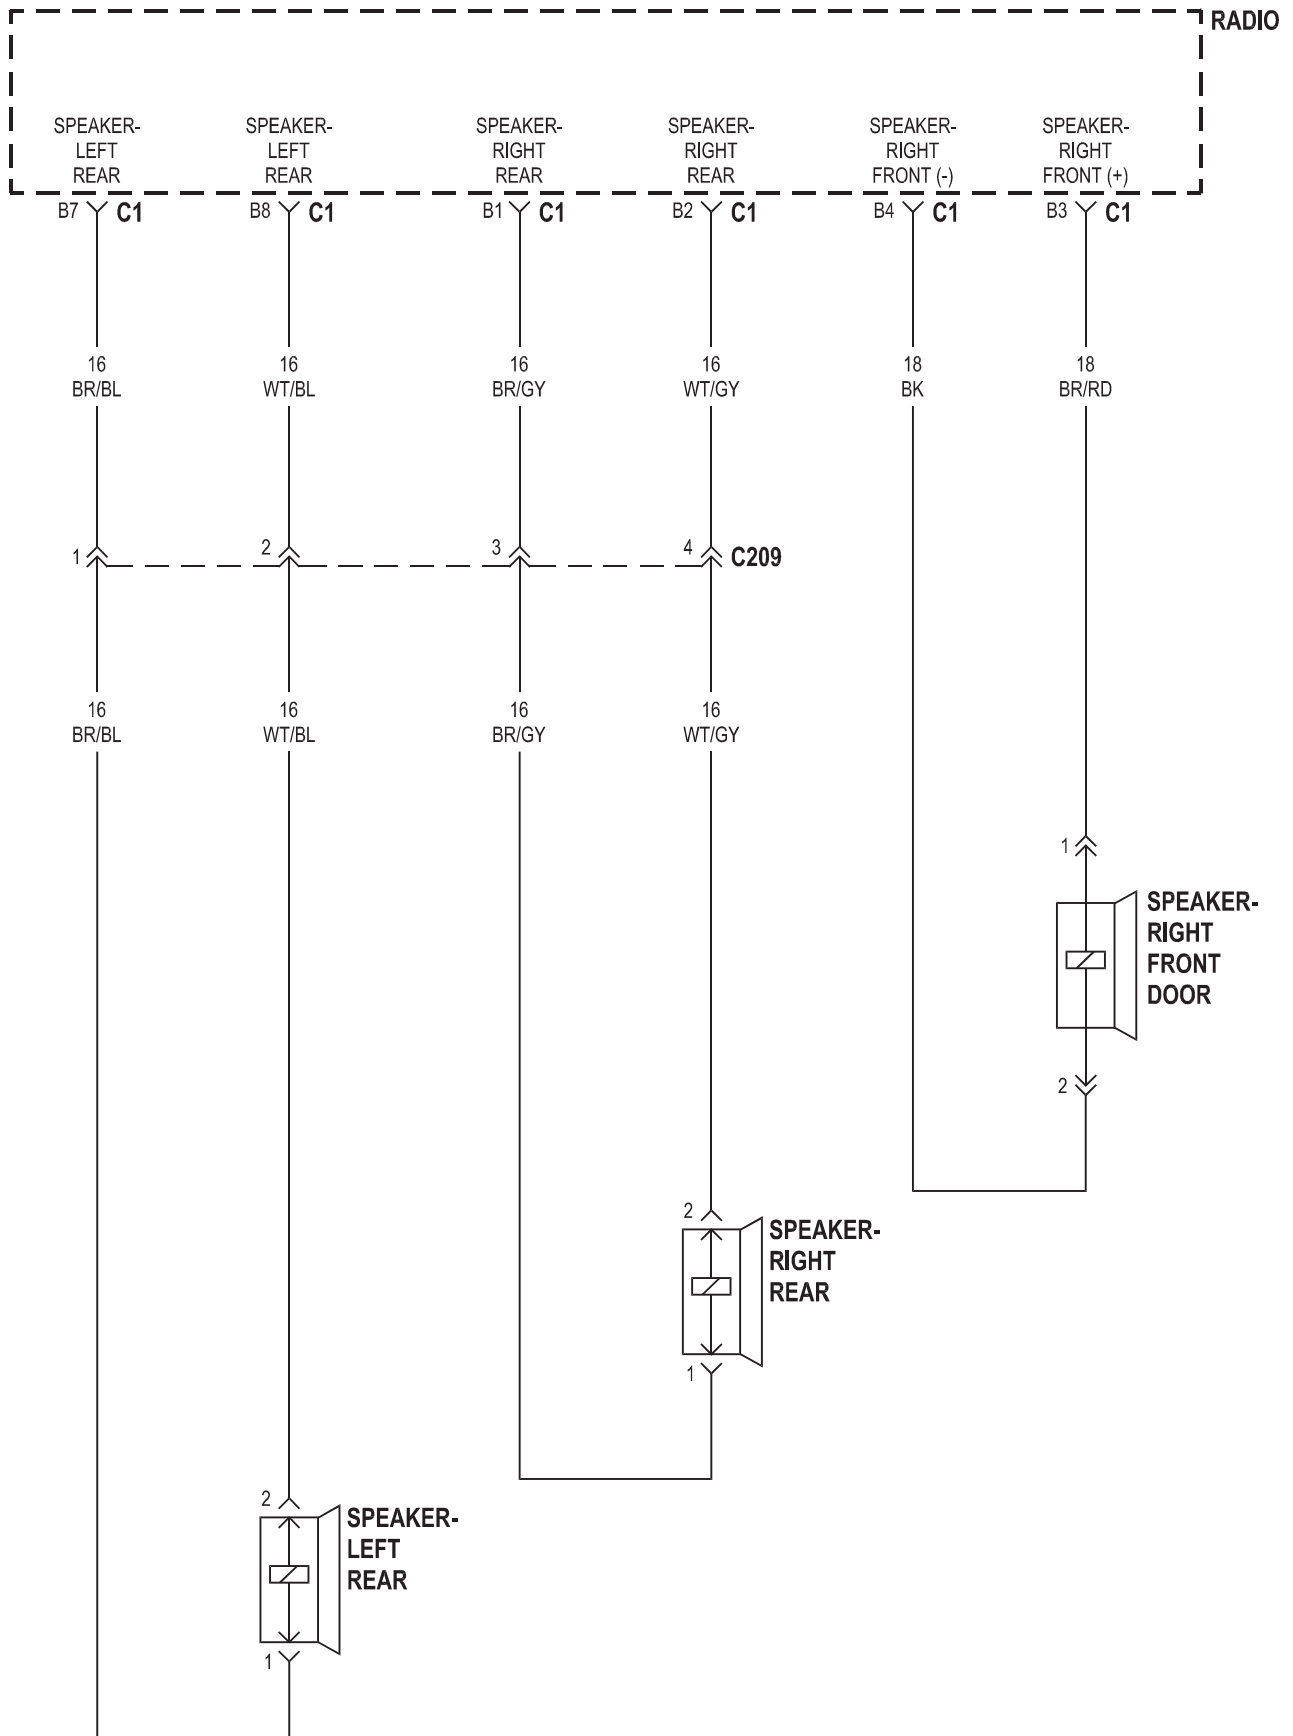 RADIO
SPEAKER-
LEFT
REAR
SPEAKER-
LEFT
REAR
SPEAKER-
RIGHT
REAR
SPEAKER-
RIGHT
REAR
SPEAKER-
RIGHT
FRONT (-)
SPEAKER-
RIGHT
FRONT (+)
B7 C1
B8 C1
B1 C1
B2 C1
B4 C1
B3 C1
16
BR/BL
16
WT/BL
16
BR/GY
16
WT/GY
18
BK
18
BR/RD
1
2
3
4
C209
16
BR/BL
16
WT/BL
16
BR/GY
16
WT/GY
1
SPEAKER-
RIGHT
FRONT
DOOR
2
2
SPEAKER-
RIGHT
REAR
1
2
SPEAKER-
LEFT
REAR
1